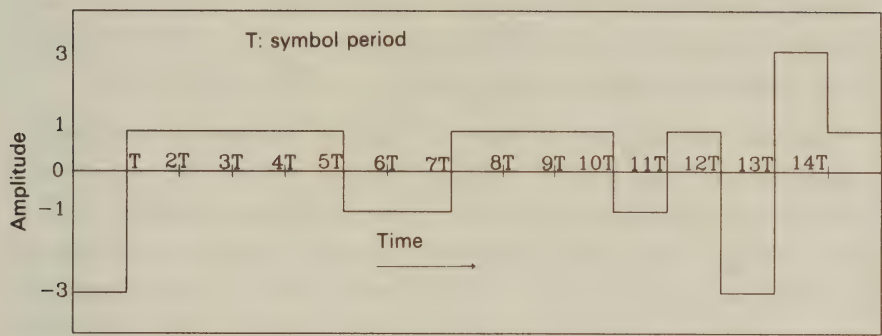 T: symbol period
3
1
0
-1
-3
Amplitude
T 2T 3T 4T 5T 6T 7T 8T 9T 10T 11T 12T 13T 14T
Time